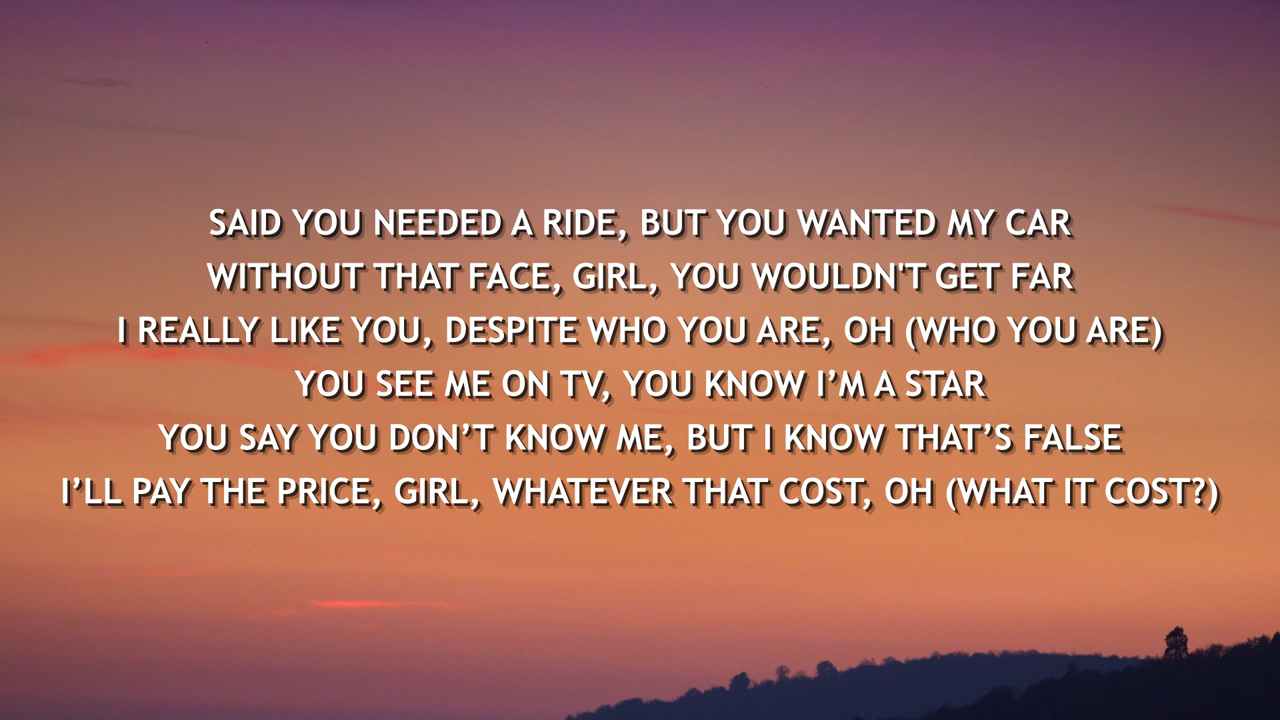 SAID YOU NEEDED A RIDE, BUT YOU WANTED MY CAR
WITHOUT THAT FACE, GIRL, YOU WOULDN'T GET FAR
I REALLY LIKE YOU, DESPITE WHO YOU ARE, OH (WHO YOU ARE)
YOU SEE ME ON TV, YOU KNOW I’M A STAR
YOU SAY YOU DON’T KNOW ME, BUT I KNOW THAT’S FALSE
I’LL PAY THE PRICE, GIRL, WHATEVER THAT COST, OH (WHAT IT COST?)